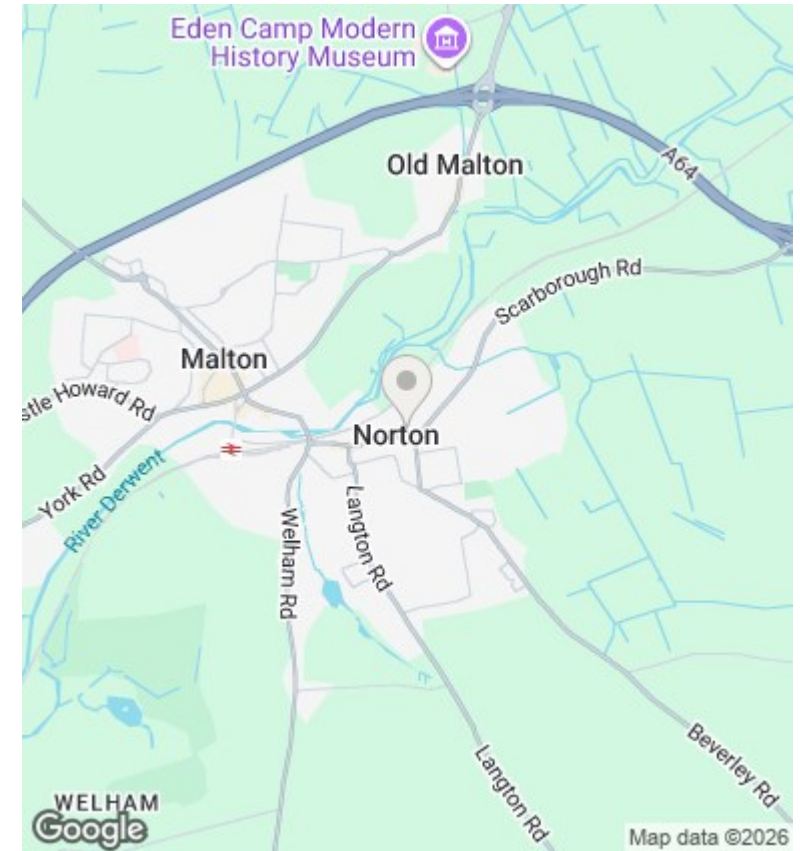 Eden Camp Modern
History Museum
Old Malton
A64
Scarborough Rd
Malton
stle Howard Rd
Norton
York Rd
River Derwent
Langton Rd
Welham Rd
Beverley Rd
Langton Rd
WELHAM
Google
Map data ©2026